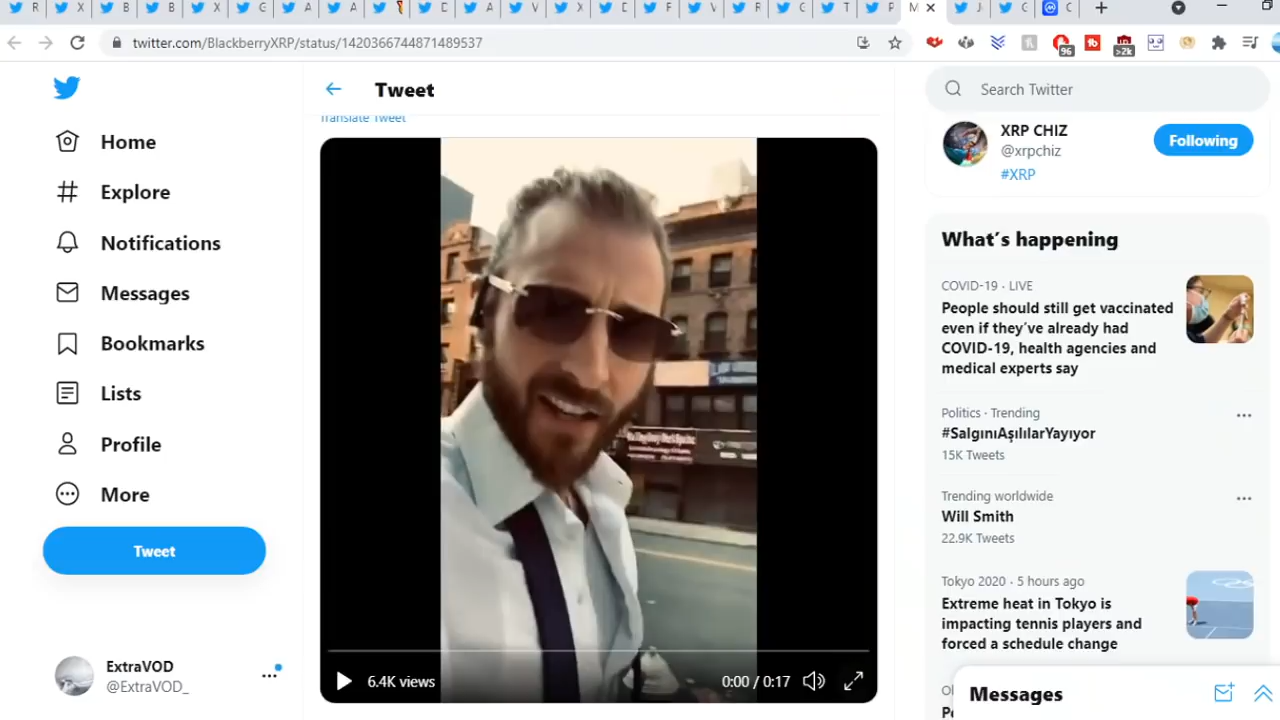 twitter.com/BlackberryXRP/status/1420366744871489537
96
>2k
Home
Explore
Notifications
Messages
Bookmarks
Lists
Profile
More
Tweet
ExtraVOD
@ExtraVOD_
Tweet
Translate Tweet
6.4K views
0:00 / 0:17
Search Twitter
XRP CHIZ
@xrpchiz
#XRP
Following
What's happening
COVID-19 · LIVE
People should still get vaccinated
even if they've already had
COVID-19, health agencies and
medical experts say
Politics · Trending
#SalgınıAşılılarYayıyor
15K Tweets
Trending worldwide
Will Smith
22.9K Tweets
Tokyo 2020 · 5 hours ago
Extreme heat in Tokyo is
impacting tennis players and
forced a schedule change
Messages